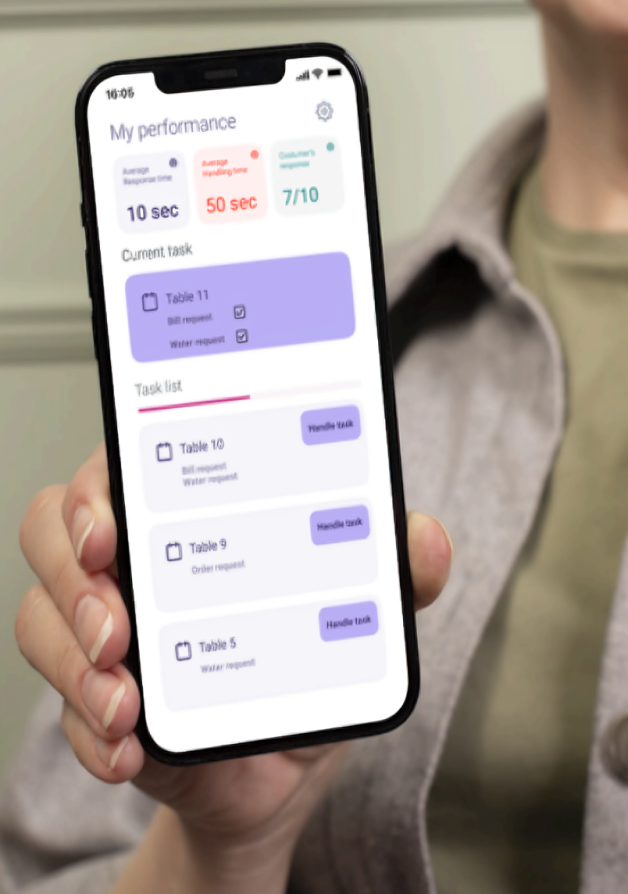 16:05
My performance
Average
Response time
10 sec
Average
Handling time
50 sec
Costumer's
response
7/10
Current task
Table 11
Bill request
Water request
Task list
Table 10
Bill request
Water request
Handle task
Table 9
Order request
Handle task
Table 5
Water request
Handle task